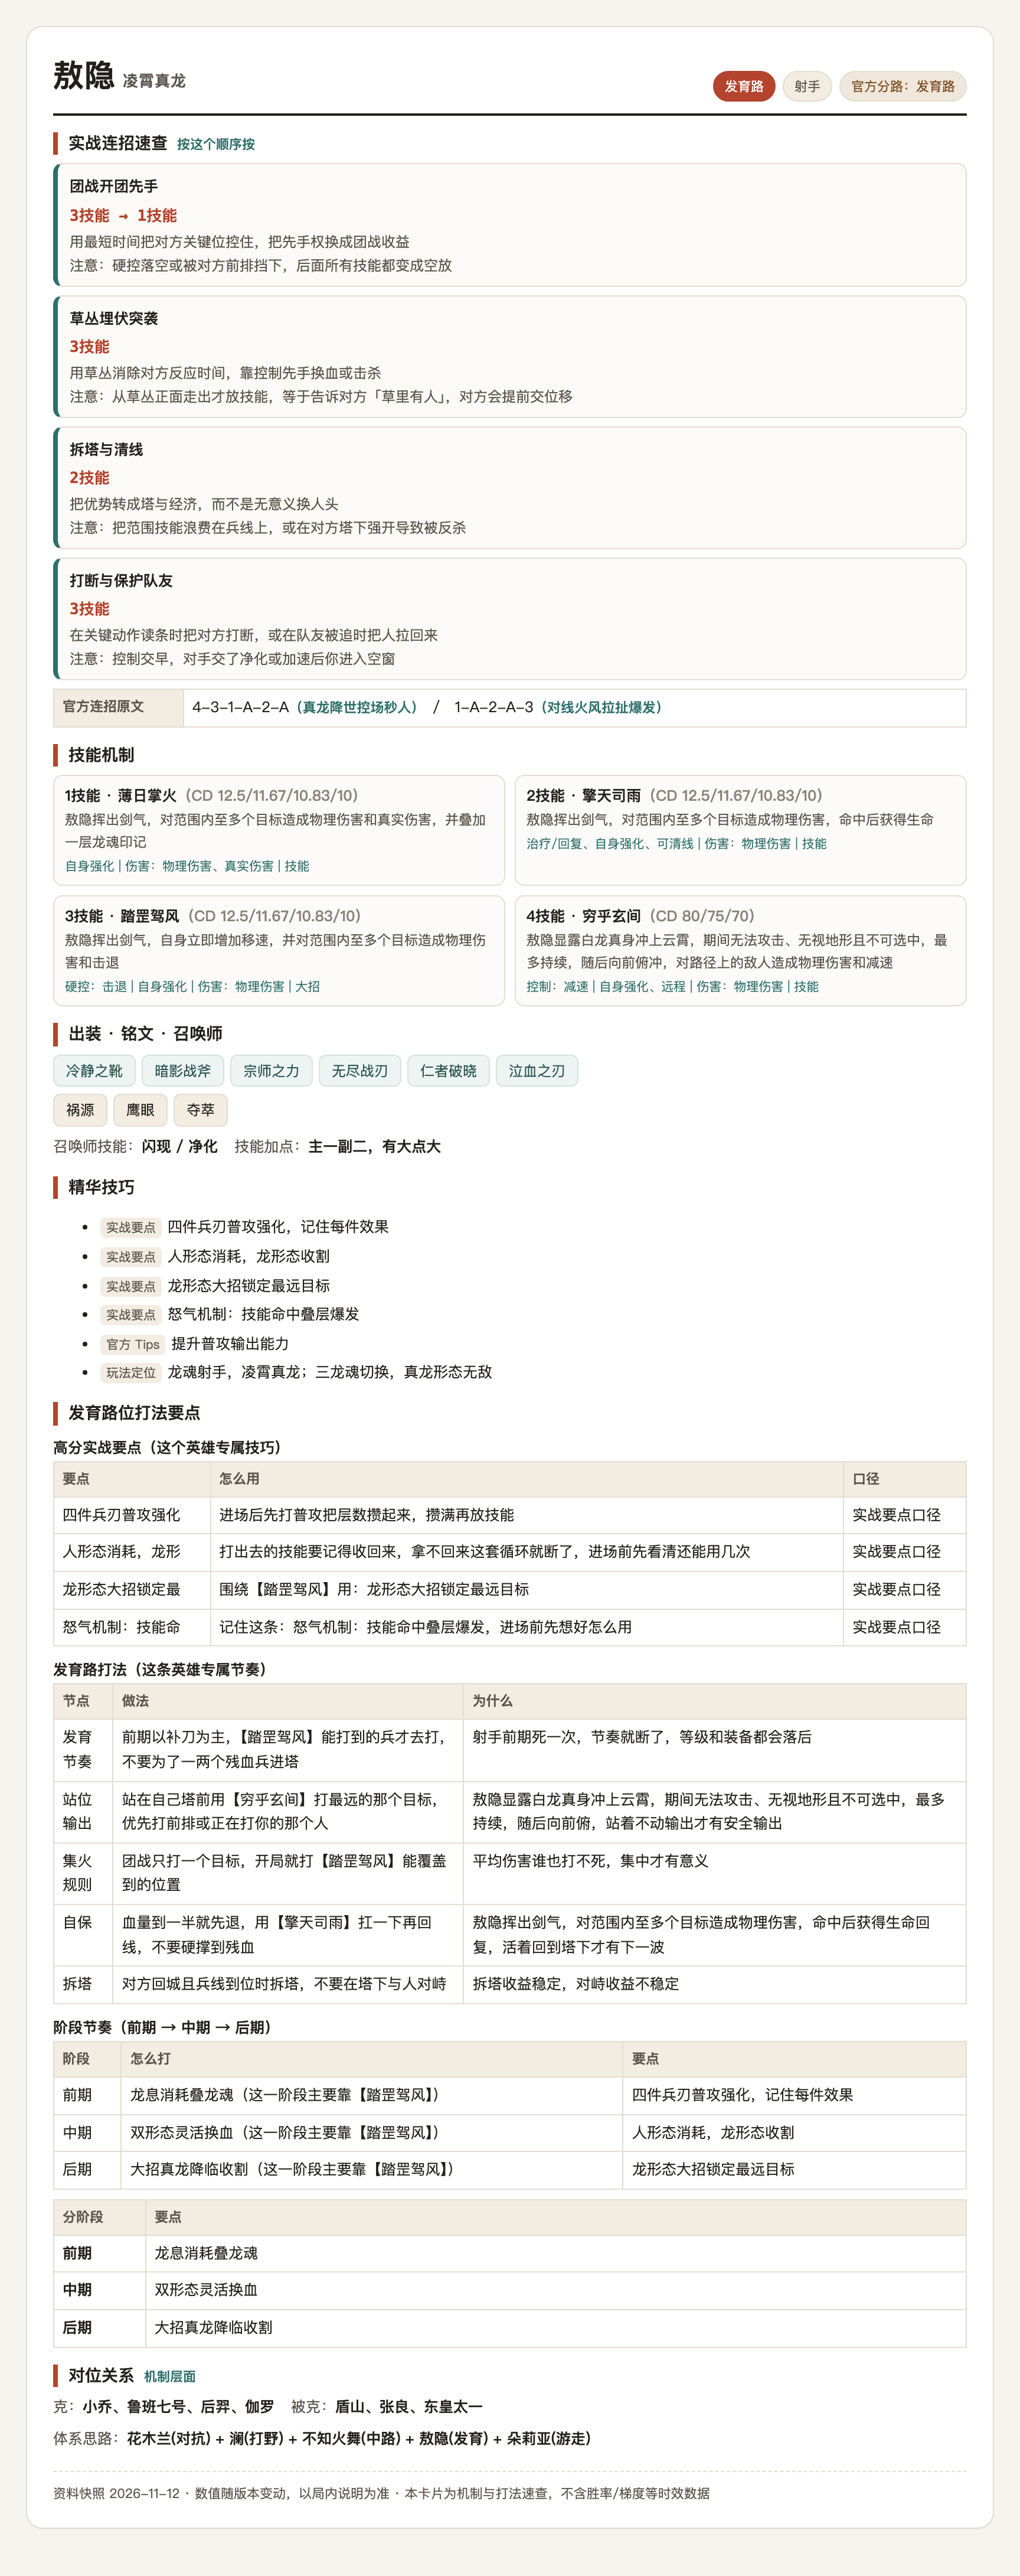 敖隐 凌霄真龙
发育路 射手 官方分路：发育路
实战连招速查 按这个顺序按
团战开团先手
3技能 → 1技能
用最短时间把对方关键位控住，把先手权换成团战收益
注意：硬控落空或被对方前排挡下，后面所有技能都变成空放
草丛埋伏突袭
3技能
用草丛消除对方反应时间，靠控制先手换血或击杀
注意：从草丛正面走出才放技能，等于告诉对方「草里有人」，对方会提前交位移
拆塔与清线
2技能
把优势转成塔与经济，而不是无意义换人头
注意：把范围技能浪费在兵线上，或在对方塔下强开导致被反杀
打断与保护队友
3技能
在关键动作读条时把对方打断，或在队友被追时把人拉回来
注意：控制交早，对手交了净化或加速后你进入空窗
官方连招原文 4-3-1-A-2-A（真龙降世控场秒人） / 1-A-2-A-3（对线火风拉扯爆发）
技能机制
1技能 · 薄日掌火（CD 12.5/11.67/10.83/10）
敖隐挥出剑气，对范围内至多个目标造成物理伤害和真实伤害，并叠加
一层龙魂印记
自身强化 | 伤害：物理伤害、真实伤害 | 技能
2技能 · 擎天司雨（CD 12.5/11.67/10.83/10）
敖隐挥出剑气，对范围内至多个目标造成物理伤害，命中后获得生命
治疗/回复、自身强化、可清线 | 伤害：物理伤害 | 技能
3技能 · 踏罡驾风（CD 12.5/11.67/10.83/10）
敖隐挥出剑气，自身立即增加移速，并对范围内至多个目标造成物理伤
害和击退
硬控：击退 | 自身强化 | 伤害：物理伤害 | 大招
4技能 · 穷乎玄间（CD 80/75/70）
敖隐显露白龙真身冲上云霄，期间无法攻击、无视地形且不可选中，最
多持续，随后向前俯冲，对路径上的敌人造成物理伤害和减速
控制：减速 | 自身强化、远程 | 伤害：物理伤害 | 技能
出装 · 铭文 · 召唤师
冷静之靴 暗影战斧 宗师之力 无尽战刃 仁者破晓 泣血之刃
祸源 鹰眼 夺萃
召唤师技能：闪现 / 净化 技能加点：主一副二，有大点大
精华技巧
• 实战要点 四件兵刃普攻强化，记住每件效果
• 实战要点 人形态消耗，龙形态收割
• 实战要点 龙形态大招锁定最远目标
• 实战要点 怒气机制：技能命中叠层爆发
• 官方 Tips 提升普攻输出能力
• 玩法定位 龙魂射手，凌霄真龙；三龙魂切换，真龙形态无敌
发育路位打法要点
高分实战要点（这个英雄专属技巧）
要点 怎么用 口径
四件兵刃普攻强化 进场后先打普攻把层数攒起来，攒满再放技能 实战要点口径
人形态消耗，龙形 打出去的技能要记得收回来，拿不回来这套循环就断了，进场前先看清还能用几次 实战要点口径
龙形态大招锁定最 围绕【踏罡驾风】用：龙形态大招锁定最远目标 实战要点口径
怒气机制：技能命 记住这条：怒气机制：技能命中叠层爆发，进场前先想好怎么用 实战要点口径
发育路打法（这条英雄专属节奏）
节点 做法 为什么
发育
节奏 前期以补刀为主，【踏罡驾风】能打到的兵才去打，
不要为了一两个残血兵进塔 射手前期死一次，节奏就断了，等级和装备都会落后
站位
输出 站在自己塔前用【穷乎玄间】打最远的那个目标，
优先打前排或正在打你的那个人 敖隐显露白龙真身冲上云霄，期间无法攻击、无视地形且不可选中，最多
持续，随后向前俯，站着不动输出才有安全输出
集火
规则 团战只打一个目标，开局就打【踏罡驾风】能覆盖
到的位置 平均伤害谁也打不死，集中才有意义
自保 血量到一半就先退，用【擎天司雨】扛一下再回
线，不要硬撑到残血 敖隐挥出剑气，对范围内至多个目标造成物理伤害，命中后获得生命回
复，活着回到塔下才有下一波
拆塔 对方回城且兵线到位时拆塔，不要在塔下与人对峙 拆塔收益稳定，对峙收益不稳定
阶段节奏（前期 → 中期 → 后期）
阶段 怎么打 要点
前期 龙息消耗叠龙魂（这一阶段主要靠【踏罡驾风】） 四件兵刃普攻强化，记住每件效果
中期 双形态灵活换血（这一阶段主要靠【踏罡驾风】） 人形态消耗，龙形态收割
后期 大招真龙降临收割（这一阶段主要靠【踏罡驾风】） 龙形态大招锁定最远目标
分阶段 要点
前期 龙息消耗叠龙魂
中期 双形态灵活换血
后期 大招真龙降临收割
对位关系 机制层面
克：小乔、鲁班七号、后羿、伽罗 被克：盾山、张良、东皇太一
体系思路：花木兰(对抗) + 澜(打野) + 不知火舞(中路) + 敖隐(发育) + 朵莉亚(游走)
资料快照 2026-11-12 · 数值随版本变动，以局内说明为准 · 本卡片为机制与打法速查，不含胜率/梯度等时效数据